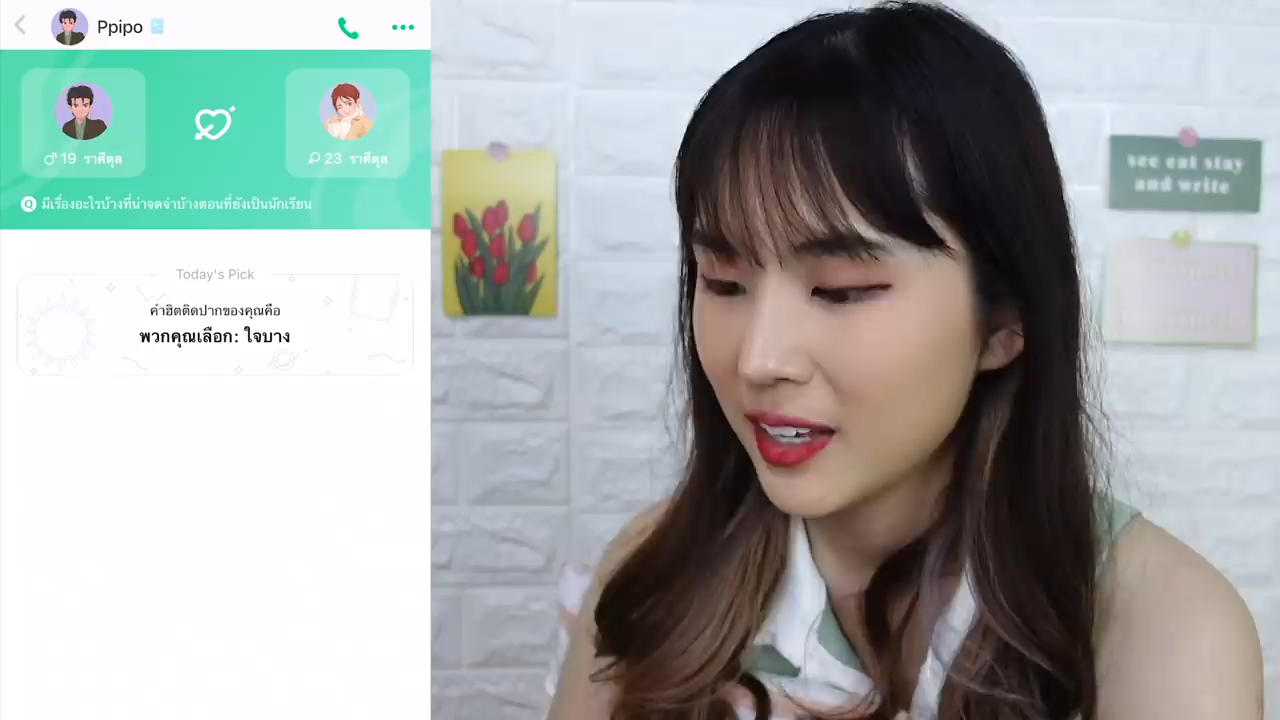 Ppipo
19 ราศีตุล
23 ราศีตุล
Q มีเรื่องอะไรบ้างที่น่าจดจำบ้างตอนที่ยังเป็นนักเรียน
Today's Pick
คำฮิตติดปากของคุณคือ
พวกคุณเลือก: ใจบาง
see eat stay
and write